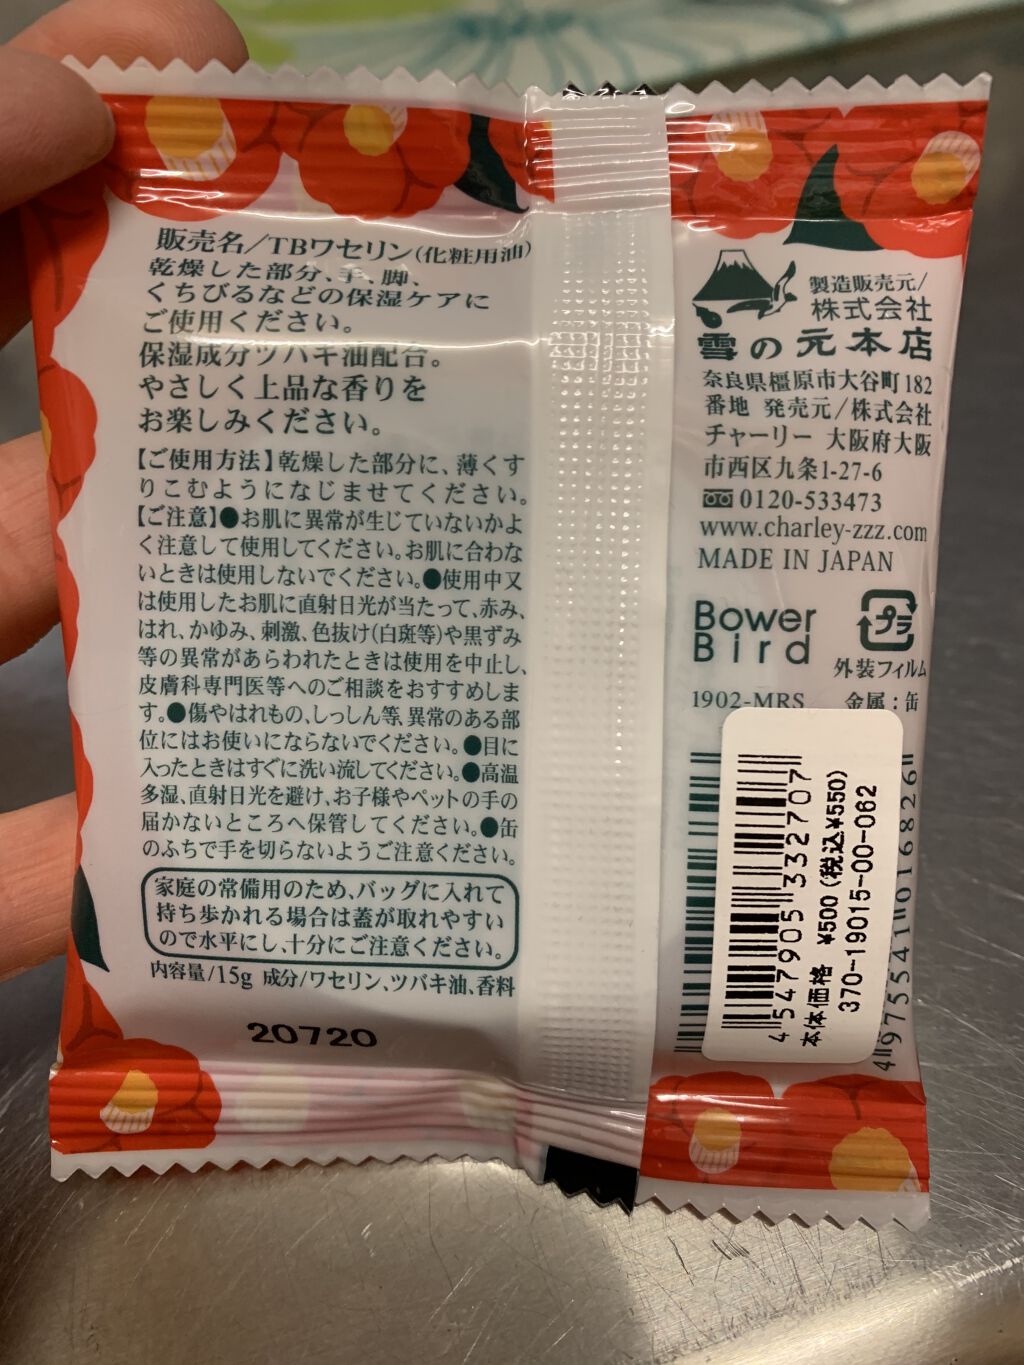 販売名/TBワセリン(化粧用油)
乾燥した部分、手、脚、
くちびるなどの保湿ケアに
ご使用ください。
保湿成分ツバキ油配合。
やさしく上品な香りを
お楽しみください。
【ご使用方法】乾燥した部分に、薄くす
りこむようになじませてください。
【ご注意】●お肌に異常が生じていないかよ
く注意して使用してください。お肌に合わな
いときは使用しないでください。●使用中又
は使用したお肌に直射日光が当たって、赤み、
はれ、かゆみ、刺激、色抜け(白斑等)や黒ずみ
等の異常があらわれたときは使用を中止し、
皮膚科専門医等へのご相談をおすすめしま
す。●傷やはれもの、しっしん等、異常のある部
位にはお使いにならないでください。●目に
入ったときはすぐに洗い流してください。●高温
多湿、直射日光を避け、お子様やペットの手の
届かないところへ保管してください。●缶
のふちで手を切らないようご注意ください。
家庭の常備用のため、バッグに入れて
持ち歩かれる場合は蓋が取れやすい
ので水平にし、十分にご注意ください。
内容量/15g 成分/ワセリン、ツバキ油、香料
20720
製造販売元/
株式会社
雪の元本店
奈良県橿原市大谷町182
番地 発売元/株式会社
チャーリー 大阪府大阪
市西区九条1-27-6
0120-533473
www.charley-zzz.com
MADE IN JAPAN
Bower
Bird
プラ
外装フィルム
1902-MRS 金属:缶
4 547905 332707
本体価格 ¥500(税込¥550)
370-19015-00-062
4 975541 016826